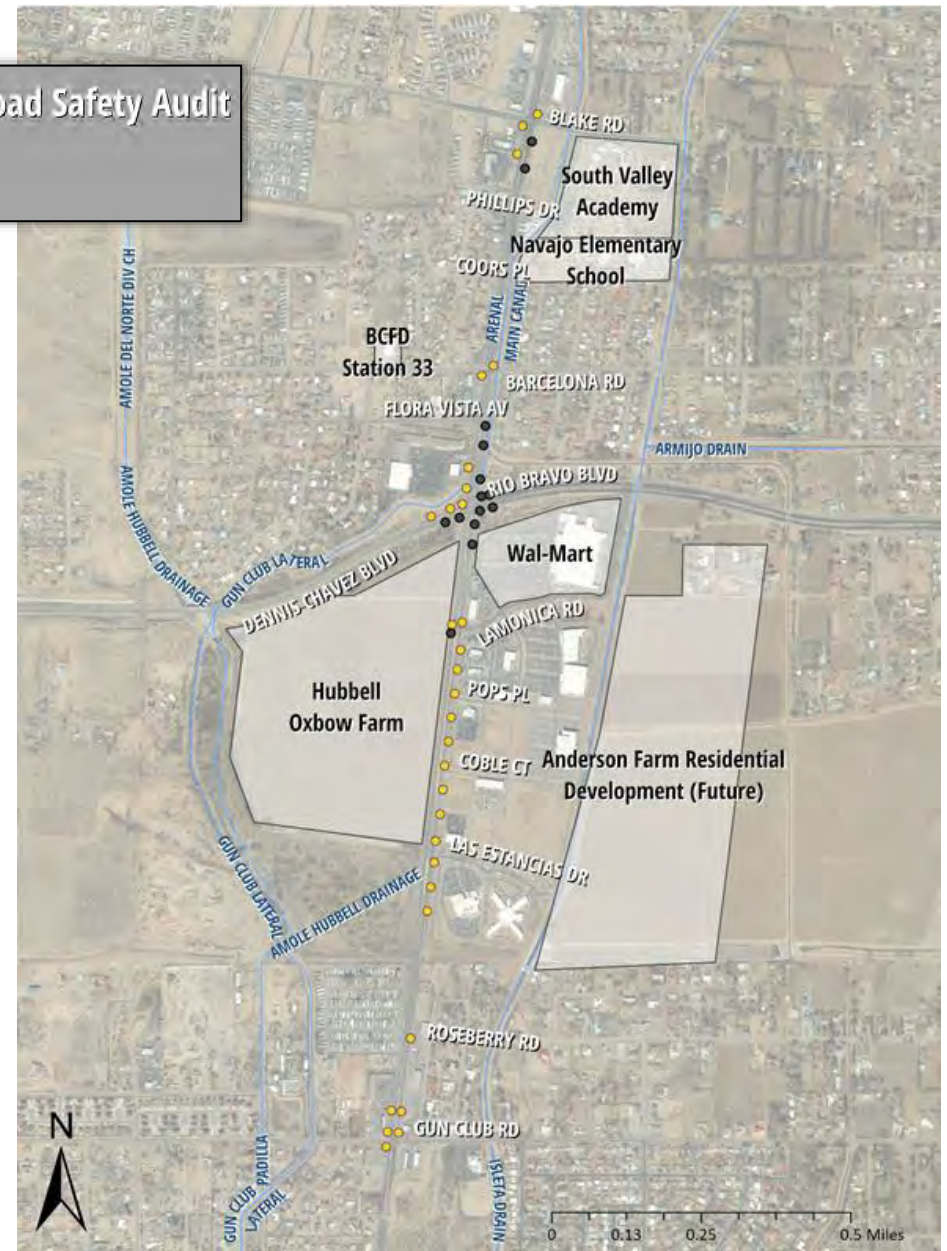 oad Safety Audit
BLAKE RD
South Valley
Academy
PHILLIPS DR
Navajo Elementary
School
COORS PL
ARENAL
MAIN CANAL
AMOLE DEL NORTE DIV CH
BCFD
Station 33
BARCELONA RD
FLORA VISTA AV
ARMIJO DRAIN
RIO BRAVO BLVD
AMOLE HUBBELL DRAINAGE
GUN CLUB LATERAL
DENNIS CHAVEZ BLVD
Wal-Mart
LAMONICA RD
Hubbell
Oxbow Farm
POPS PL
COBLE CT
Anderson Farm Residential
Development (Future)
LAS ESTANCIAS DR
GUN CLUB LATERAL
AMOLE HUBBELL DRAINAGE
ROSEBERRY RD
N
GUN CLUB RD
PADILLA
GUN CLUB
LATERAL
ISLETA DRAIN
0 0.13 0.25 0.5 Miles